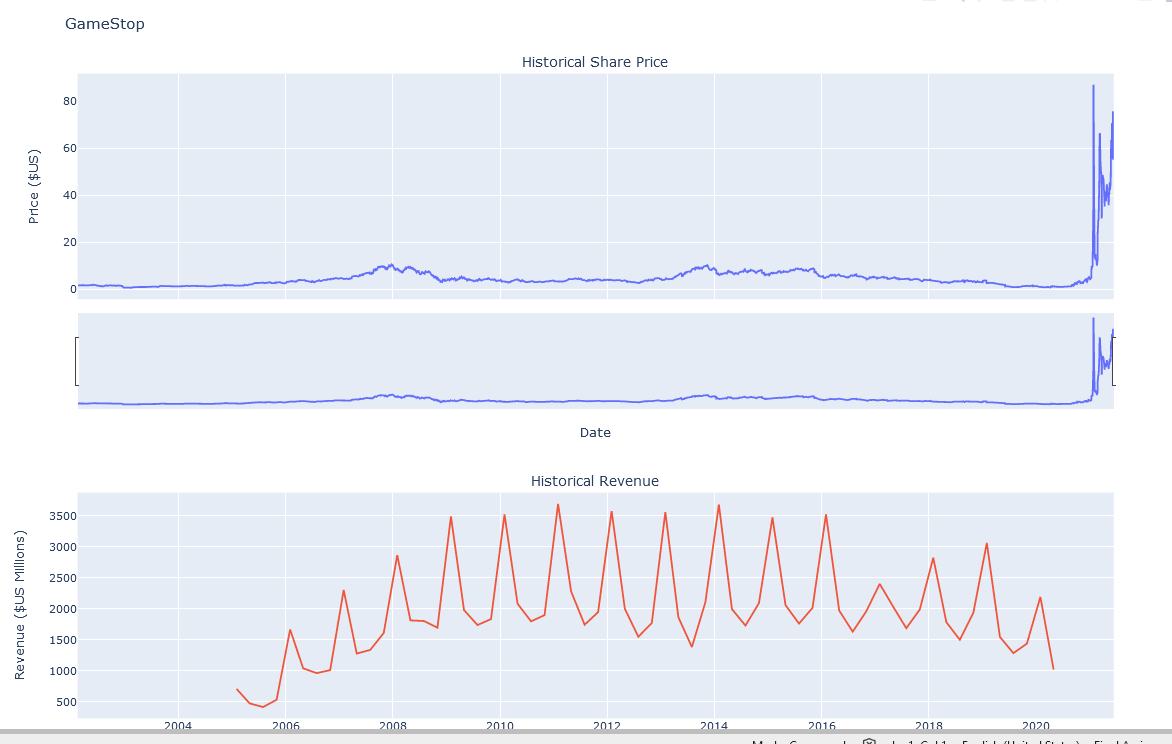 GameStop
Historical Share Price
Price ($US)
80
60
40
20
0
Date
Historical Revenue
Revenue ($US Millions)
3500
3000
2500
2000
1500
1000
500
2004 2006 2008 2010 2012 2014 2016 2018 2020